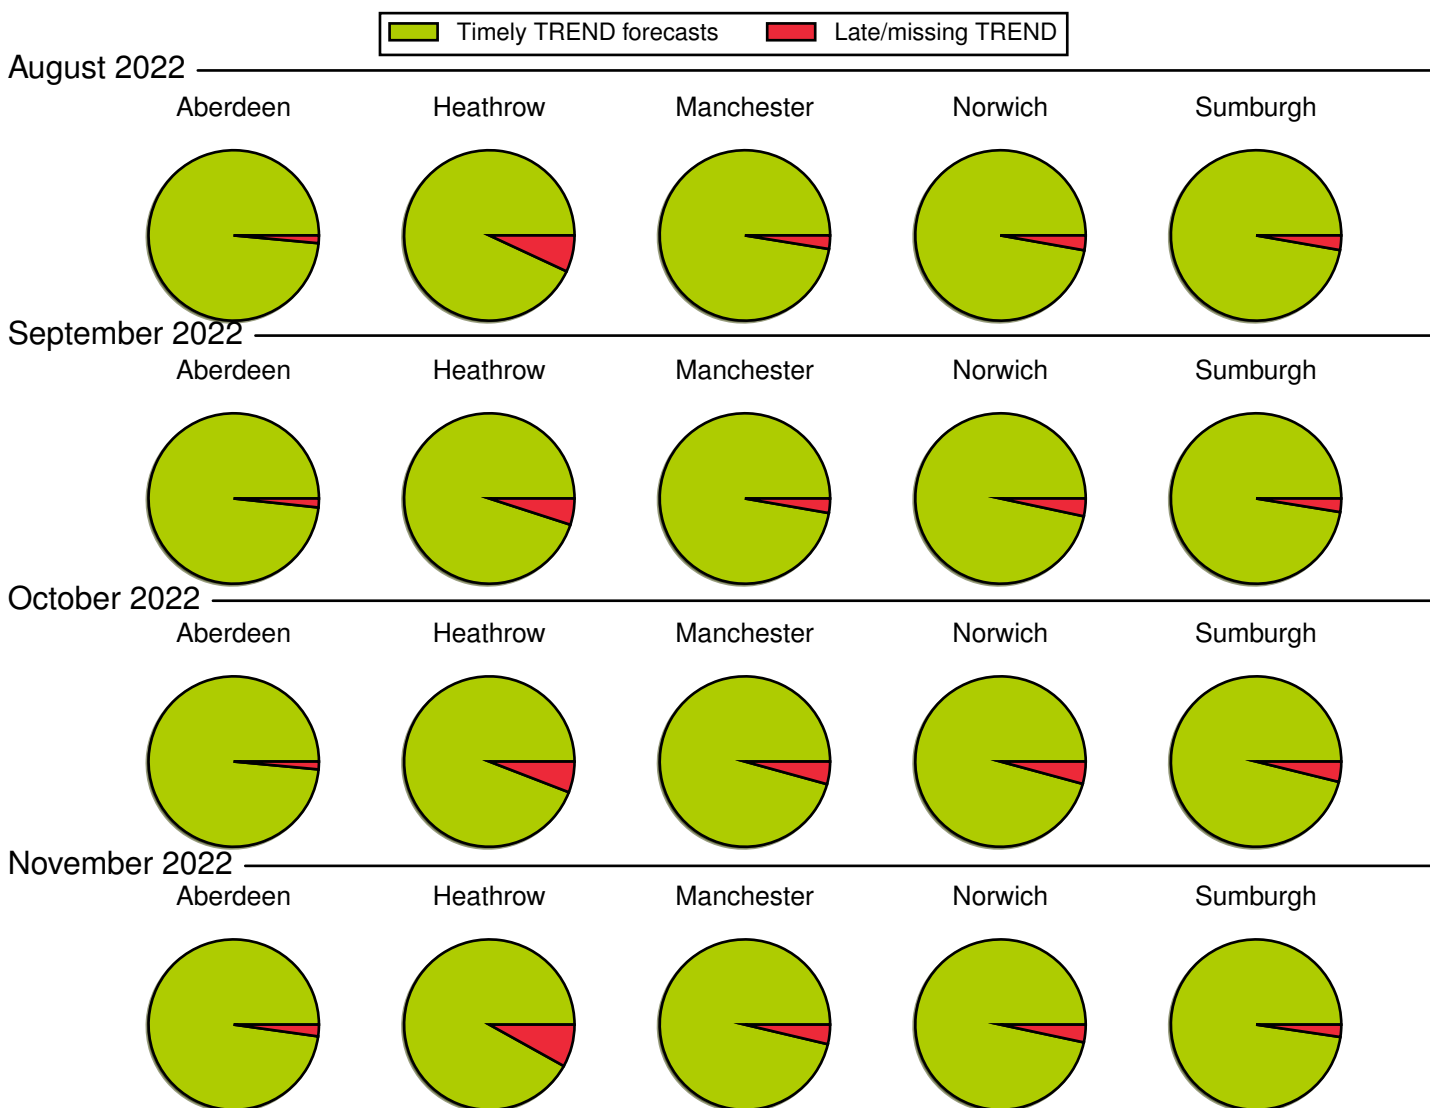 Timely TREND forecasts Late/missing TREND
August 2022
Aberdeen Heathrow Manchester Norwich Sumburgh
September 2022
Aberdeen Heathrow Manchester Norwich Sumburgh
October 2022
Aberdeen Heathrow Manchester Norwich Sumburgh
November 2022
Aberdeen Heathrow Manchester Norwich Sumburgh